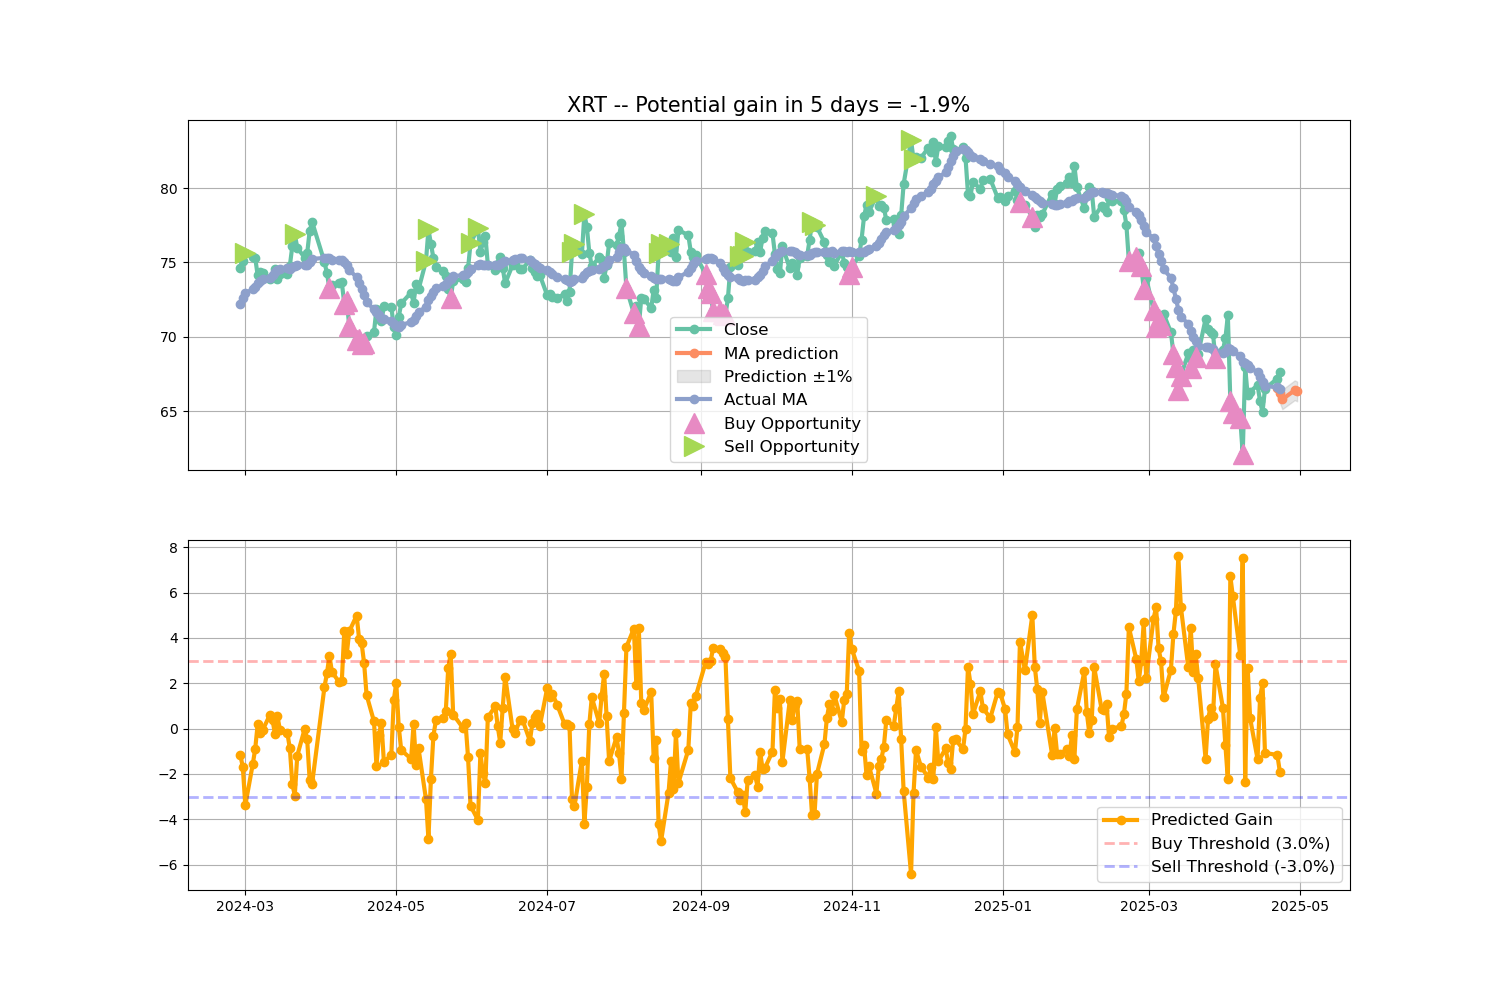 XRT -- Potential gain in 5 days = -1.9%
80
75
70
65
Close
MA prediction
Prediction ±1%
Actual MA
Buy Opportunity
Sell Opportunity
8
6
4
2
0
−2
−4
−6
Predicted Gain
Buy Threshold (3.0%)
Sell Threshold (-3.0%)
2024-03
2024-05
2024-07
2024-09
2024-11
2025-01
2025-03
2025-05